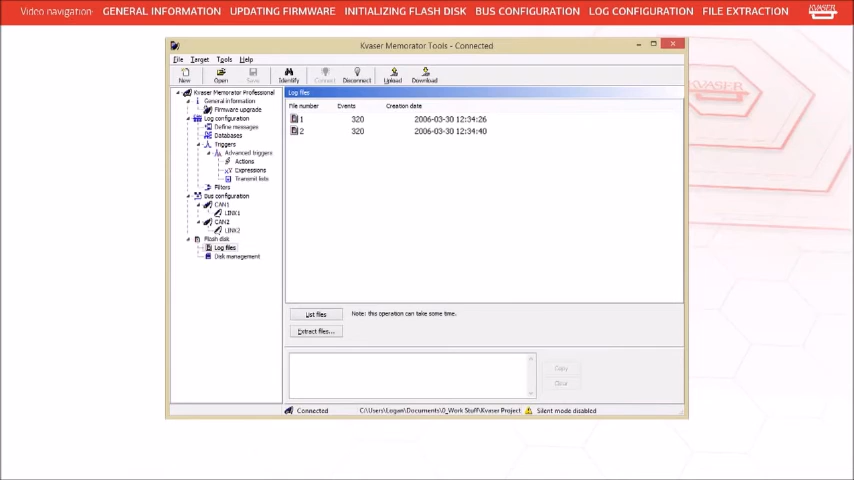 Video navigation: GENERAL INFORMATION UPDATING FIRMWARE INITIALIZING FLASH DISK BUS CONFIGURATION LOG CONFIGURATION FILE EXTRACTION KVASER
Kvaser Memorator Tools - Connected
File Target Tools Help
New Open Save Identify Connect Disconnect Upload Download
Kvaser Memorator Professional
General information
Firmware upgrade
Log configuration
Define messages
Databases
Triggers
Advanced triggers
Actions
Expressions
Transmit lists
Filters
Bus configuration
CAN1
LINK1
CAN2
LINK2
Flash disk
Log files
Disk management
Log files
File number Events Creation date
1 320 2006-03-30 12:34:26
2 320 2006-03-30 12:34:40
List files Note: this operation can take some time.
Extract files...
Copy
Clear
Connected C:\Users\Logan\Documents\0_Work Stuff\Kvaser Project Silent mode disabled
KVASER